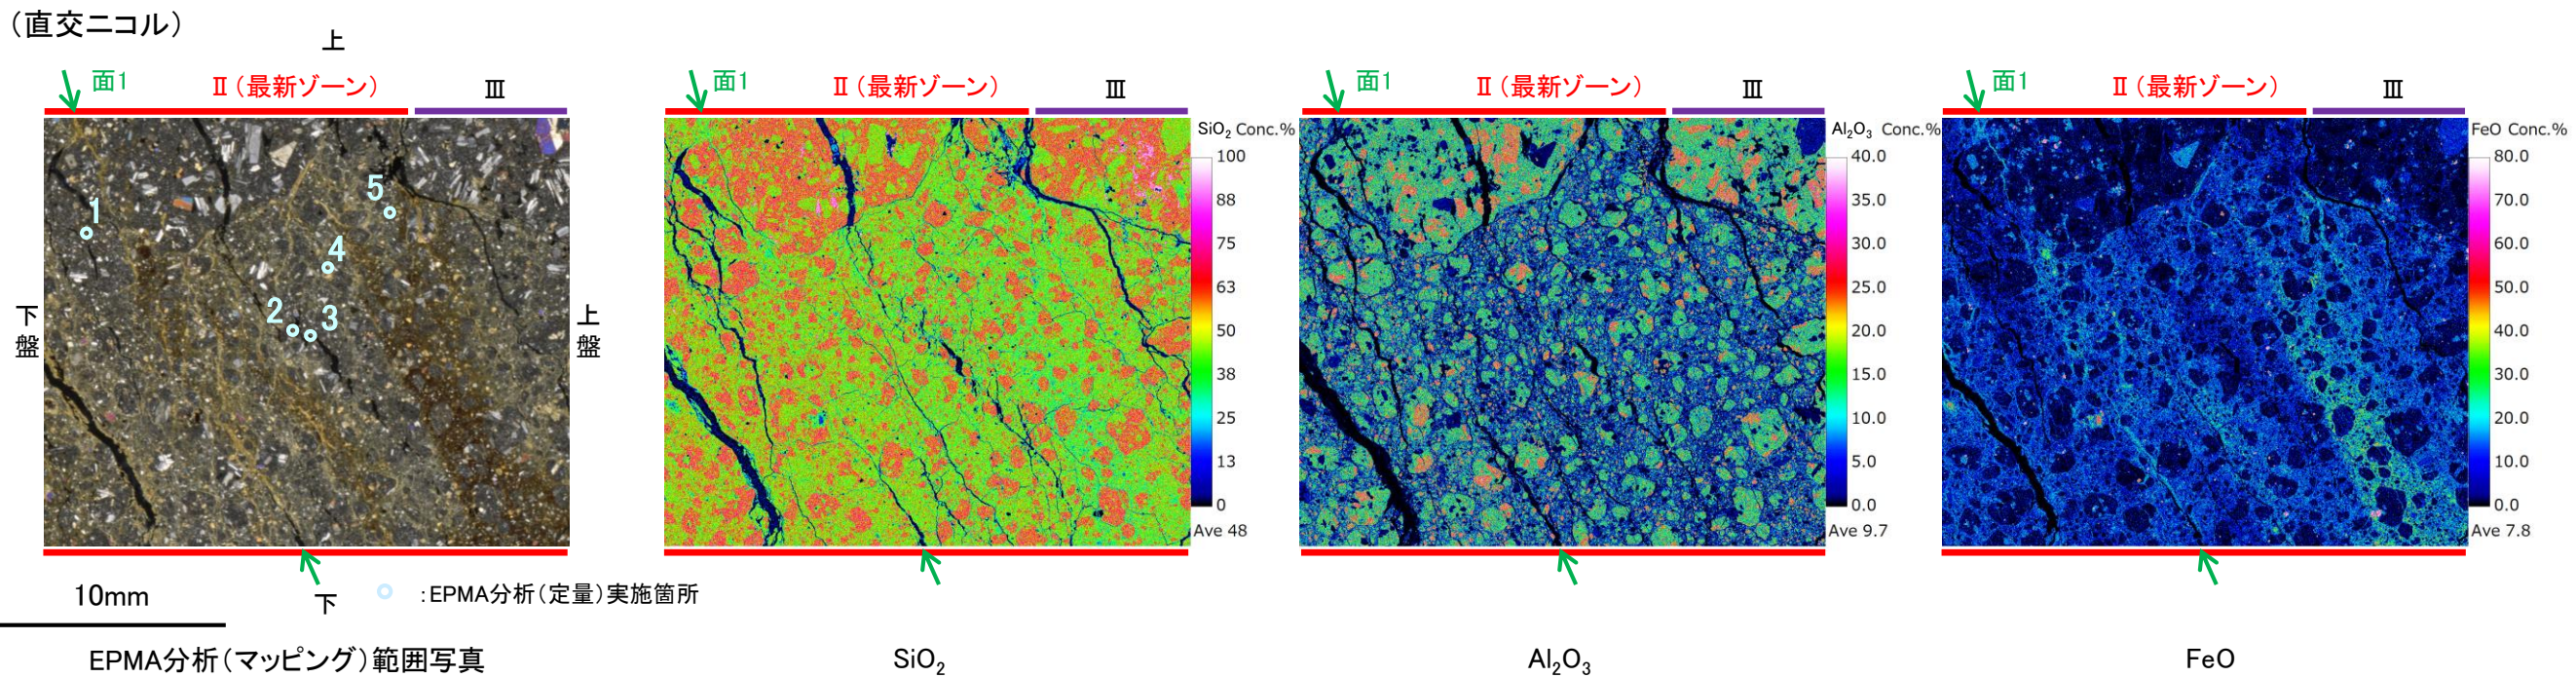 (直交ニコル)
上
面1
Ⅱ(最新ゾーン)
Ⅲ
下盤
1
2
3
4
5
上盤
下
10mm
:EPMA分析(定量)実施箇所
EPMA分析(マッピング)範囲写真
面1
Ⅱ(最新ゾーン)
Ⅲ
SiO₂ Conc.%
100
88
75
63
50
38
25
13
0
Ave 48
SiO₂
面1
Ⅱ(最新ゾーン)
Ⅲ
Al₂O₃ Conc.%
40.0
35.0
30.0
25.0
20.0
15.0
10.0
5.0
0.0
Ave 9.7
Al₂O₃
面1
Ⅱ(最新ゾーン)
Ⅲ
FeO Conc.%
80.0
70.0
60.0
50.0
40.0
30.0
20.0
10.0
0.0
Ave 7.8
FeO